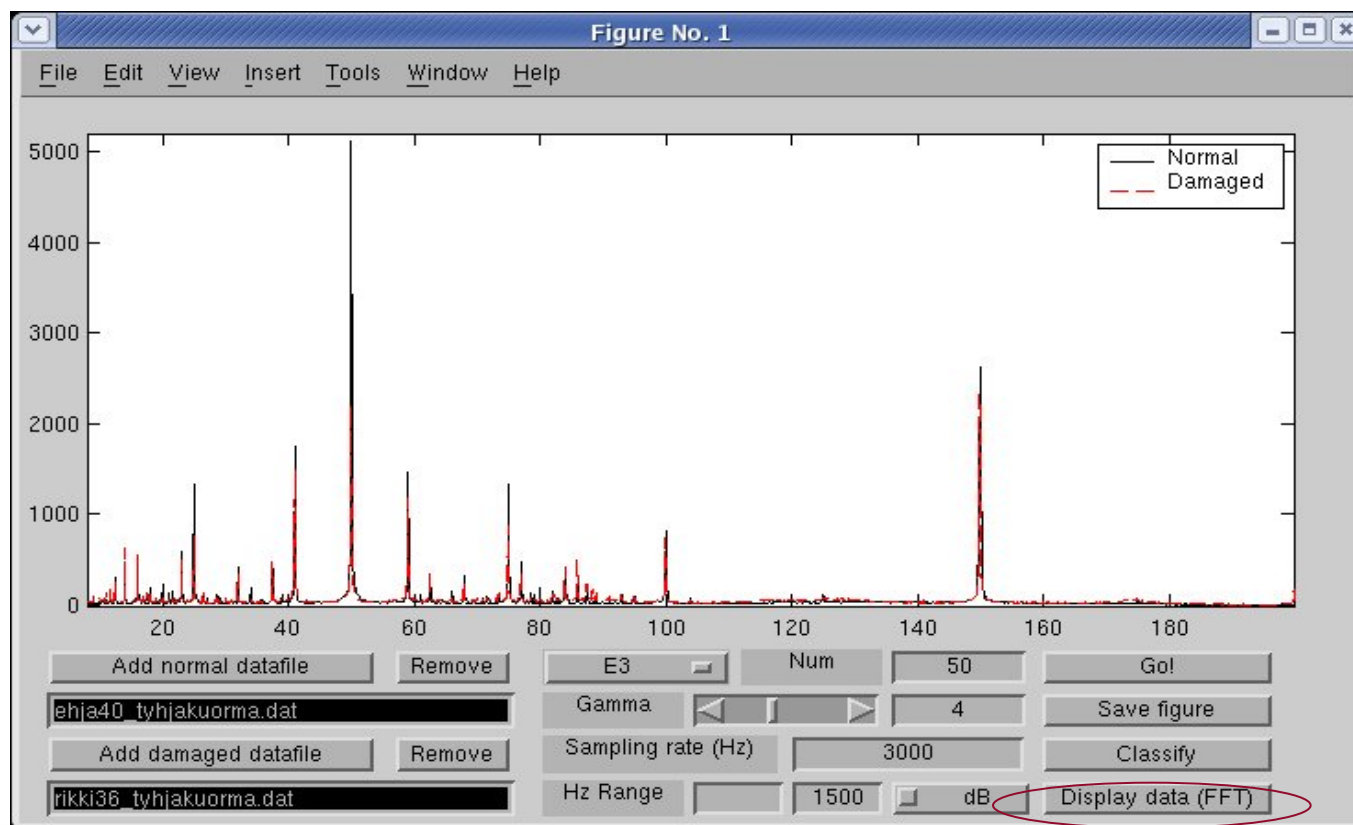 Figure No. 1
File Edit View Insert Tools Window Help
5000
4000
3000
2000
1000
0
Normal
Damaged
20 40 60 80 100 120 140 160 180
Add normal datafile Remove E3 Num 50 Go!
ehja40_tyhjakuorma.dat Gamma 4 Save figure
Add damaged datafile Remove Sampling rate (Hz) 3000 Classify
rikki36_tyhjakuorma.dat Hz Range 1500 dB Display data (FFT)